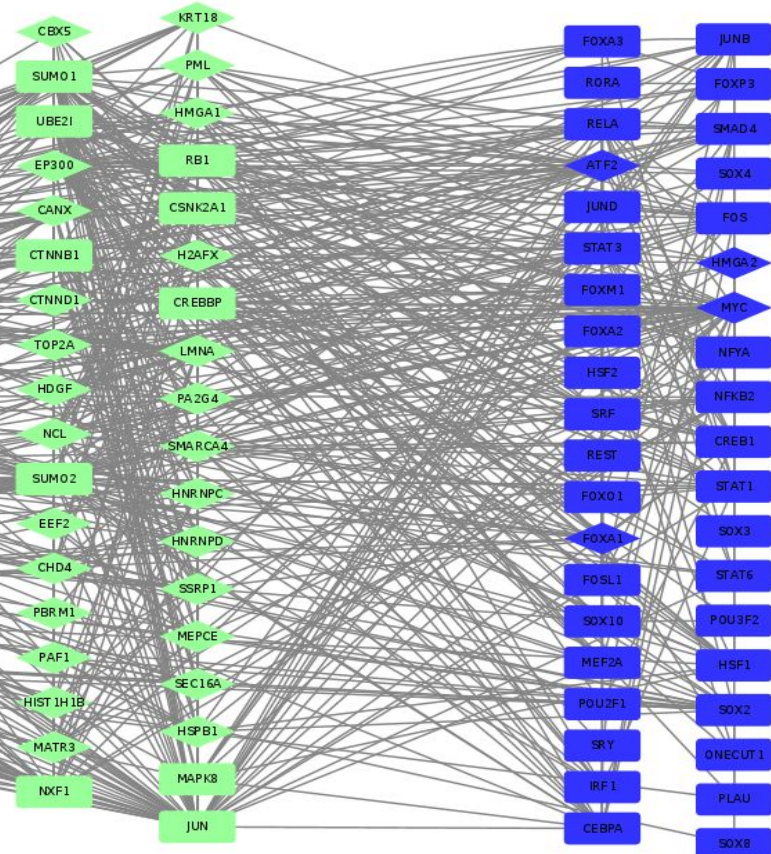 CBX5
SUMO1
UBE2I
EP300
CANX
CTNNB1
CTNND1
TOP2A
HDGF
NCL
SUMO2
EEF2
CHD4
PBRM1
PAF1
HIST1H1B
MATR3
NXF1
KRT18
PML
HMGA1
RB1
CSNK2A1
H2AFX
CREBBP
LMNA
PA2G4
SMARCA4
HNRNPC
HNRNPD
SSRP1
MEPCE
SEC16A
HSPB1
MAPK8
JUN
FOXA3
RORA
RELA
ATF2
JUND
STAT3
FOXM1
FOXA2
HSF2
SRF
REST
FOXO1
FOXA1
FOSL1
SOX10
MEF2A
POU2F1
SRY
IRF1
CEBPA
JUNB
FOXP3
SMAD4
SOX4
FOS
HMGA2
MYC
NFYA
NFKB2
CREB1
STAT1
SOX3
STAT6
POU3F2
HSF1
SOX2
ONECUT1
PLAU
SOX8